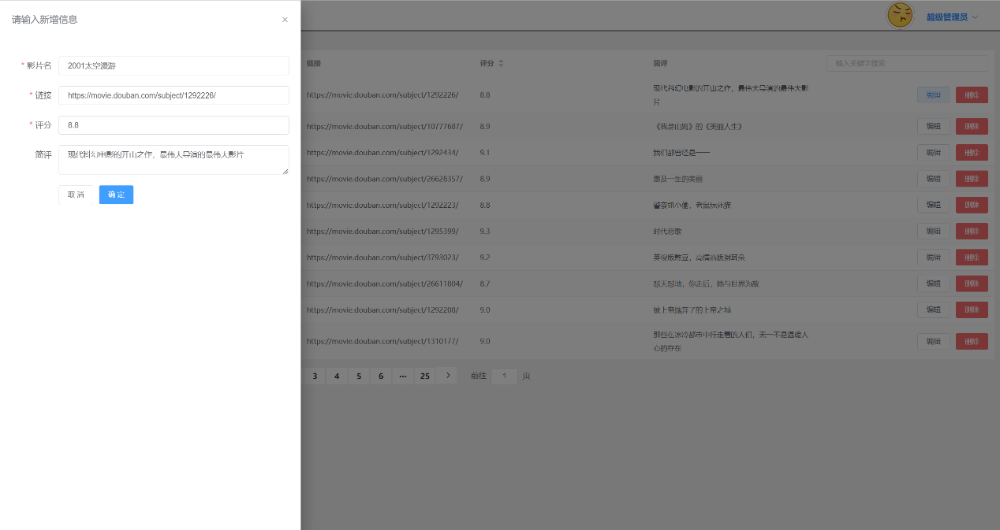 请输入新增信息
超级管理员
* 影片名 2001太空漫游
* 链接 https://movie.douban.com/subject/1292226/
* 评分 8.8
简评 现代科幻电影的开山之作，最伟大导演的最伟大影片
取 消 确 定
链接 评分 简评 输入关键字搜索
https://movie.douban.com/subject/1292226/ 8.8 现代科幻电影的开山之作，最伟大导演的最伟大影
片 编辑 删除
https://movie.douban.com/subject/10777687/ 8.9 《我是山姆》的《美丽人生》 编辑 删除
https://movie.douban.com/subject/1292434/ 9.1 我们都曾经是一一 编辑 删除
https://movie.douban.com/subject/26628357/ 8.9 惠及一生的美丽 编辑 删除
https://movie.douban.com/subject/1292223/ 8.8 警察抓小偷，老鼠玩死猫 编辑 删除
https://movie.douban.com/subject/1295399/ 9.3 时代悲歌 编辑 删除
https://movie.douban.com/subject/3793023/ 9.2 英俊版憨豆，高情商版谢耳朵 编辑 删除
https://movie.douban.com/subject/26611804/ 8.7 怼天怼地，你走后，她与世界为敌 编辑 删除
https://movie.douban.com/subject/1292208/ 9.0 被上帝抛弃了的上帝之城 编辑 删除
https://movie.douban.com/subject/1310177/ 9.0 那些在冰冷都市中行走着的人们，无一不是温暖人
心的存在 编辑 删除
3 4 5 6 ··· 25 前往 1 页